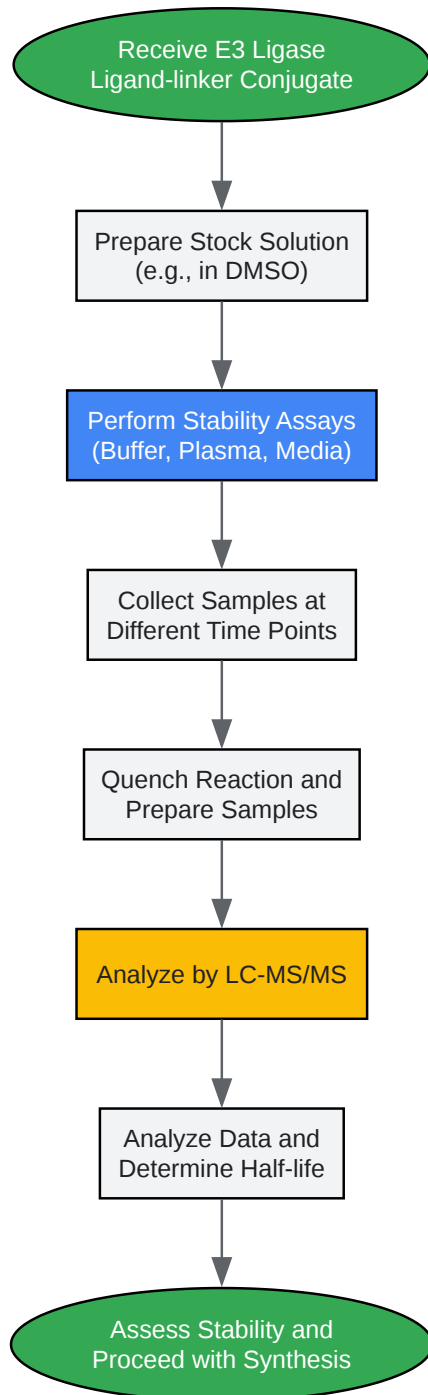 Receive E3 Ligase
Ligand-linker Conjugate
Prepare Stock Solution
(e.g., in DMSO)
Perform Stability Assays
(Buffer, Plasma, Media)
Collect Samples at
Different Time Points
Quench Reaction and
Prepare Samples
Analyze by LC-MS/MS
Analyze Data and
Determine Half-life
Assess Stability and
Proceed with Synthesis